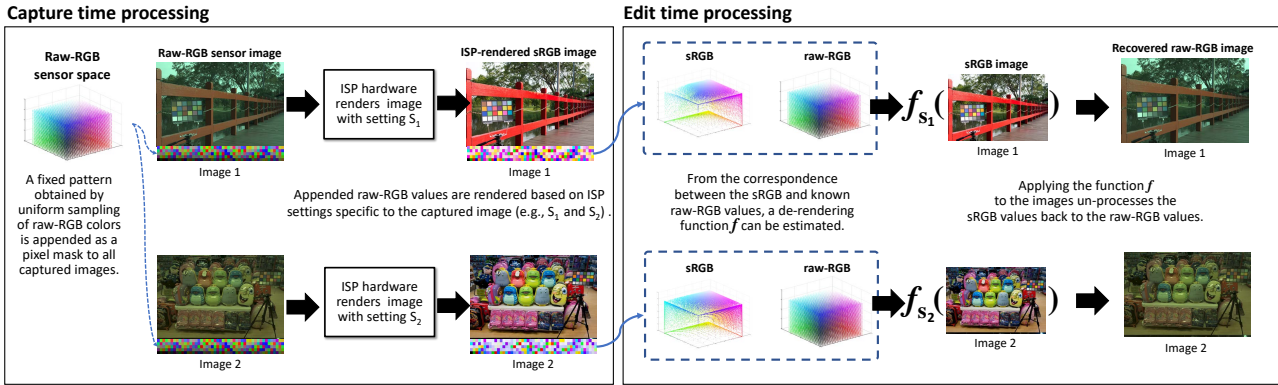 Capture time processing
Raw-RGB
sensor space
A fixed pattern
obtained by
uniform sampling
of raw-RGB colors
is appended as a
pixel mask to all
captured images.
Raw-RGB sensor image
Image 1
ISP hardware
renders image
with setting S₁
ISP-rendered sRGB image
Image 1
Appended raw-RGB values are rendered based on ISP
settings specific to the captured image (e.g., S₁ and S₂) .
Image 2
ISP hardware
renders image
with setting S₂
Image 2
Edit time processing
sRGB
raw-RGB
f_S₁( )
sRGB image
Image 1
Recovered raw-RGB image
Image 1
From the correspondence
between the sRGB and known
raw-RGB values, a de-rendering
function f can be estimated.
Applying the function f
to the images un-processes the
sRGB values back to the raw-RGB values.
sRGB
raw-RGB
f_S₂( )
Image 2
Image 2